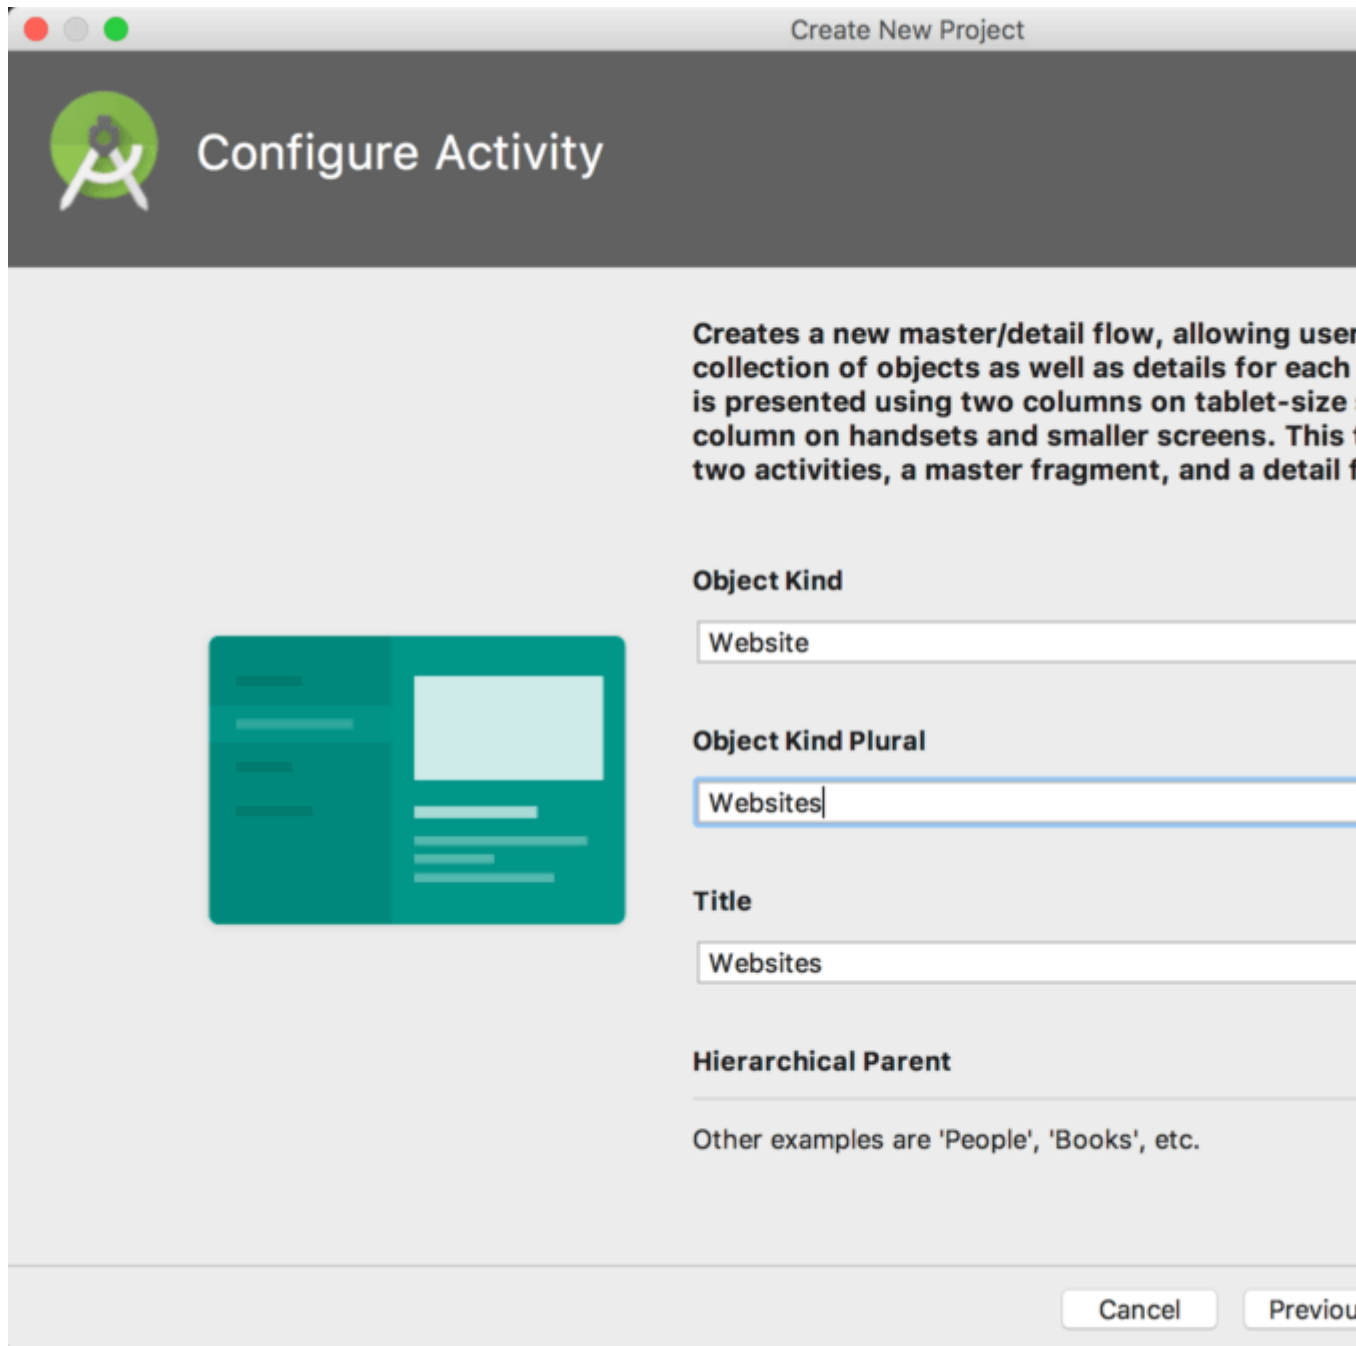 Create New Project
Configure Activity
Creates a new master/detail flow, allowing user
collection of objects as well as details for each
is presented using two columns on tablet-size
column on handsets and smaller screens. This
two activities, a master fragment, and a detail
Object Kind
Website
Object Kind Plural
Websites
Title
Websites
Hierarchical Parent
Other examples are 'People', 'Books', etc.
Cancel
Previou